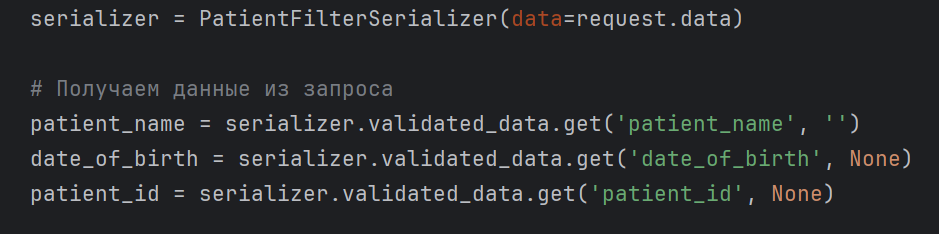 serializer = PatientFilterSerializer(data=request.data)
# Получаем данные из запроса
patient_name = serializer.validated_data.get('patient_name', '')
date_of_birth = serializer.validated_data.get('date_of_birth', None)
patient_id = serializer.validated_data.get('patient_id', None)